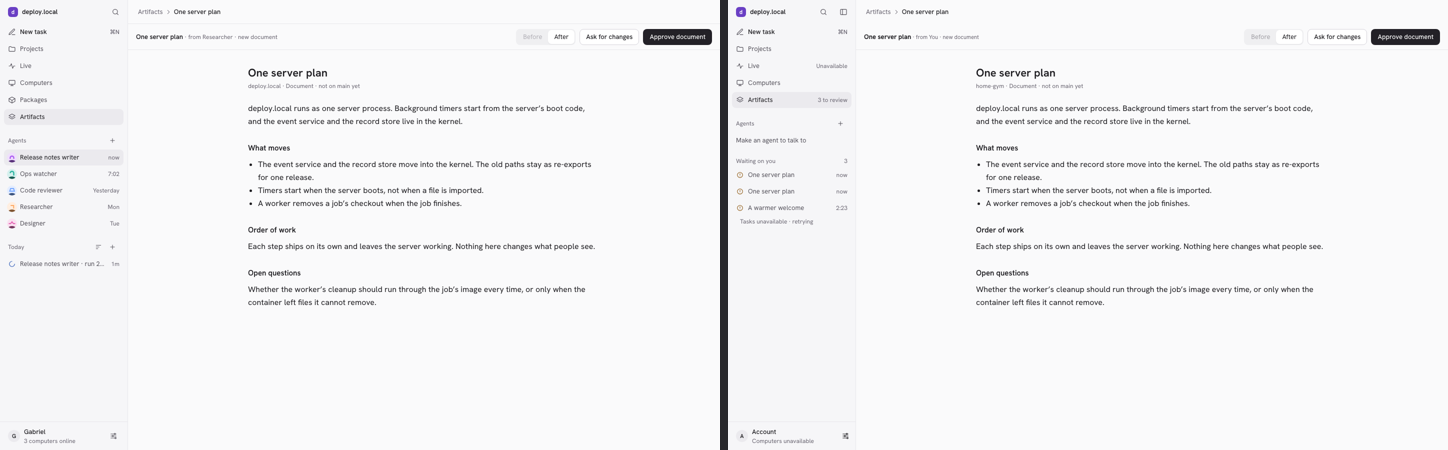 d deploy.local
New task ⌘N
Projects
Live
Computers
Packages
Artifacts
Agents +
Release notes writer now
Ops watcher 7:02
Code reviewer Yesterday
Researcher Mon
Designer Tue
Today +
Release notes writer · run 2... 1m
G Gabriel
3 computers online
Artifacts > One server plan
One server plan · from Researcher · new document
Before After Ask for changes Approve document
One server plan
deploy.local · Document · not on main yet
deploy.local runs as one server process. Background timers start from the server’s boot code,
and the event service and the record store live in the kernel.
What moves
• The event service and the record store move into the kernel. The old paths stay as re-exports
for one release.
• Timers start when the server boots, not when a file is imported.
• A worker removes a job’s checkout when the job finishes.
Order of work
Each step ships on its own and leaves the server working. Nothing here changes what people see.
Open questions
Whether the worker’s cleanup should run through the job’s image every time, or only when the
container left files it cannot remove.
d deploy.local
New task ⌘N
Projects
Live Unavailable
Computers
Artifacts 3 to review
Agents +
Make an agent to talk to
Waiting on you 3
One server plan now
One server plan now
A warmer welcome 2:23
Tasks unavailable · retrying
A Account
Computers unavailable
Artifacts > One server plan
One server plan · from You · new document
Before After Ask for changes Approve document
One server plan
home-gym · Document · not on main yet
deploy.local runs as one server process. Background timers start from the server’s boot code,
and the event service and the record store live in the kernel.
What moves
• The event service and the record store move into the kernel. The old paths stay as re-exports
for one release.
• Timers start when the server boots, not when a file is imported.
• A worker removes a job’s checkout when the job finishes.
Order of work
Each step ships on its own and leaves the server working. Nothing here changes what people see.
Open questions
Whether the worker’s cleanup should run through the job’s image every time, or only when the
container left files it cannot remove.